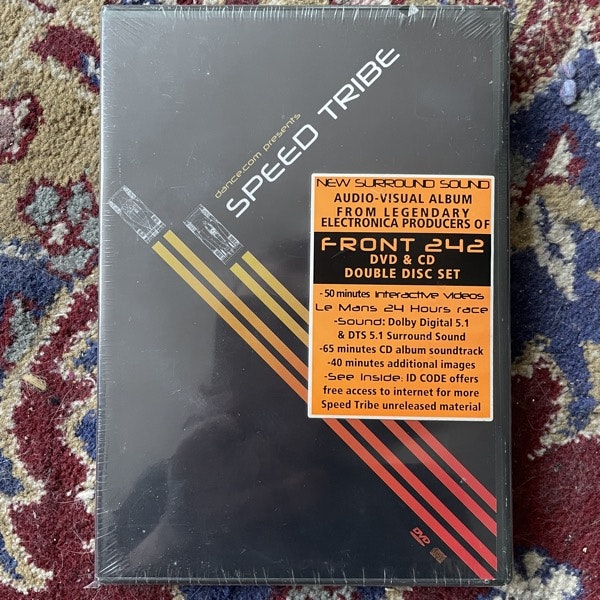 dance.com presents
SPEED TRIBE
NEW SURROUND SOUND
AUDIO-VISUAL ALBUM
FROM LEGENDARY
ELECTRONICA PRODUCERS OF
FRONT 242
DVD & CD
DOUBLE DISC SET
-50 minutes Interactive Videos
Le Mans 24 Hours race
-Sound: Dolby Digital 5.1
& DTS 5.1 Surround Sound
-65 minutes CD album soundtrack
-40 minutes additional images
-See Inside: ID CODE offers
free access to internet for more
Speed Tribe unreleased material
DVD